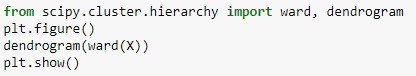 from scipy.cluster.hierarchy import ward, dendrogram
plt.figure()
dendrogram(ward(X))
plt.show()